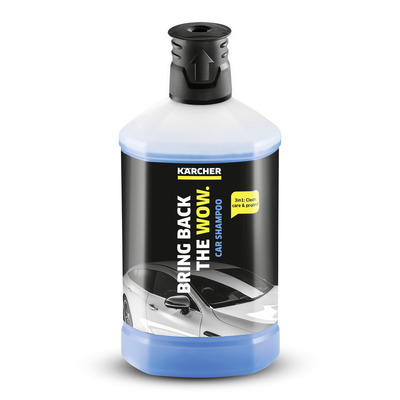 KÄRCHER
BRING BACK
THE WOW.
CAR SHAMPOO
3in1: Clean,
care & protect